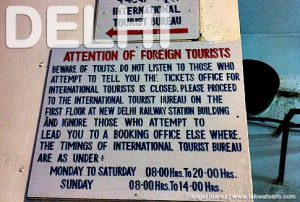 DELHI
INTERNATIONAL
TOURIST BUREAU
ATTENTION OF FOREIGN TOURISTS
BEWARE OF TOUTS. DO NOT LISTEN TO THOSE WHO
ATTEMPT TO TELL YOU THE TICKETS OFFICE FOR
INTERNATIONAL TOURISTS IS CLOSED. PLEASE PROCEED
TO THE INTERNATIONAL TOURIST BUREAU ON THE
FIRST FLOOR AT NEW DELHI RAILWAY STATION BUILDING
AND IGNORE THOSE WHO ATTEMPT TO
LEAD YOU TO A BOOKING OFFICE ELSE WHERE.
THE TIMINGS OF INTERNATIONAL TOURIST BUREAU
ARE AS UNDER:
MONDAY TO SATURDAY 08-00 HRS. TO 20-00 HRS.
SUNDAY 08-00 HRS. TO 14-00 HRS.
angel juarez | www.lakwatsero.com